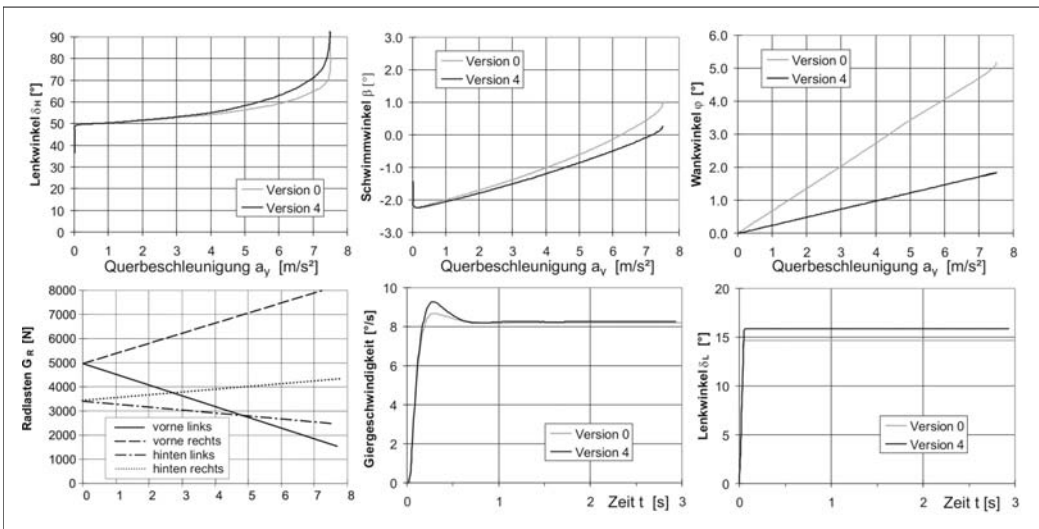 Lenkwinkel δH [°]
90
80
70
60
50
40
30
20
10
0
0 1 2 3 4 5 6 7 8
Version 0
Version 4
Querbeschleunigung ay [m/s²]
Schwimmwinkel β [°]
3.0
2.0
1.0
0.0
-1.0
-2.0
-3.0
0 1 2 3 4 5 6 7 8
Version 0
Version 4
Querbeschleunigung ay [m/s²]
Wankwinkel φ [°]
6.0
5.0
4.0
3.0
2.0
1.0
0.0
0 1 2 3 4 5 6 7 8
Version 0
Version 4
Querbeschleunigung ay [m/s²]
Radlasten GR [N]
8000
7000
6000
5000
4000
3000
2000
1000
0
0 1 2 3 4 5 6 7 8
vorne links
vorne rechts
hinten links
hinten rechts
Giergeschwindigkeit [°/s]
10
8
6
4
2
0
0 1 2 3
Version 0
Version 4
Zeit t [s]
Lenkwinkel δL [°]
20
15
10
5
0
0 1 2 3
Version 0
Version 4
Zeit t [s]